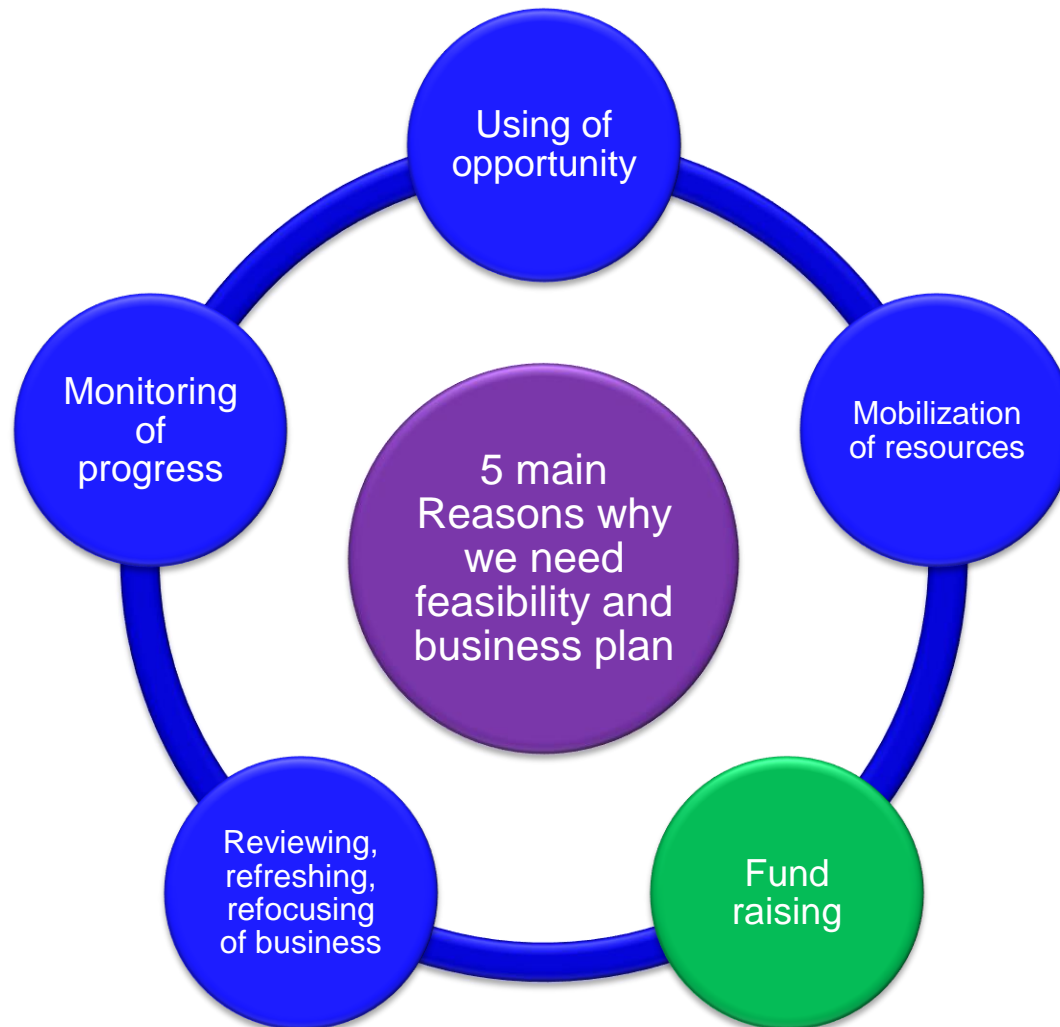 Using of
opportunity
Mobilization
of resources
Fund
raising
Reviewing,
refreshing,
refocusing
of business
Monitoring
of
progress
5 main
Reasons why
we need
feasibility and
business plan